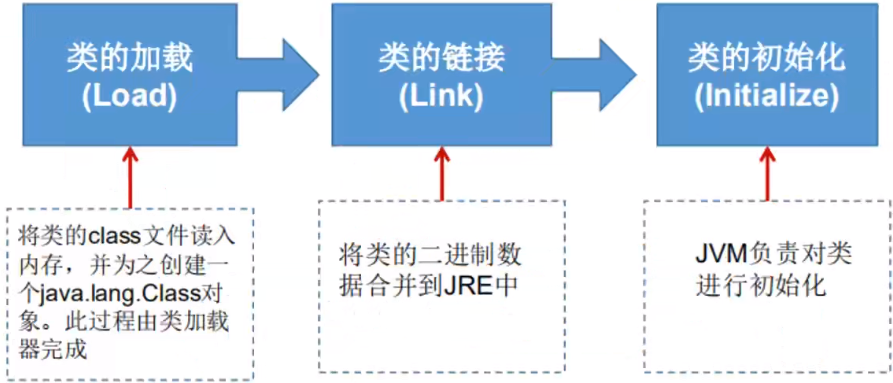 类的加载
(Load)
类的链接
(Link)
类的初始化
(Initialize)
将类的class文件读入
内存，并为之创建一
个java.lang.Class对
象。此过程由类加载
器完成
将类的二进制数
据合并到JRE中
JVM负责对类
进行初始化